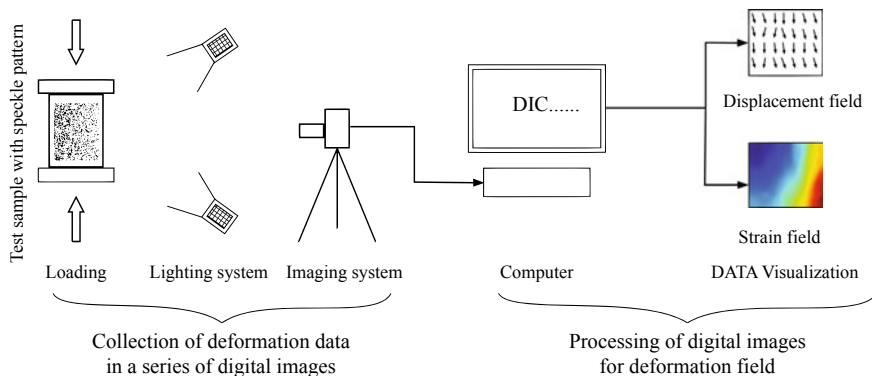 Test sample with speckle pattern
DIC......
Displacement field
Strain field
Loading
Lighting system
Imaging system
Computer
DATA Visualization
Collection of deformation data
in a series of digital images
Processing of digital images
for deformation field